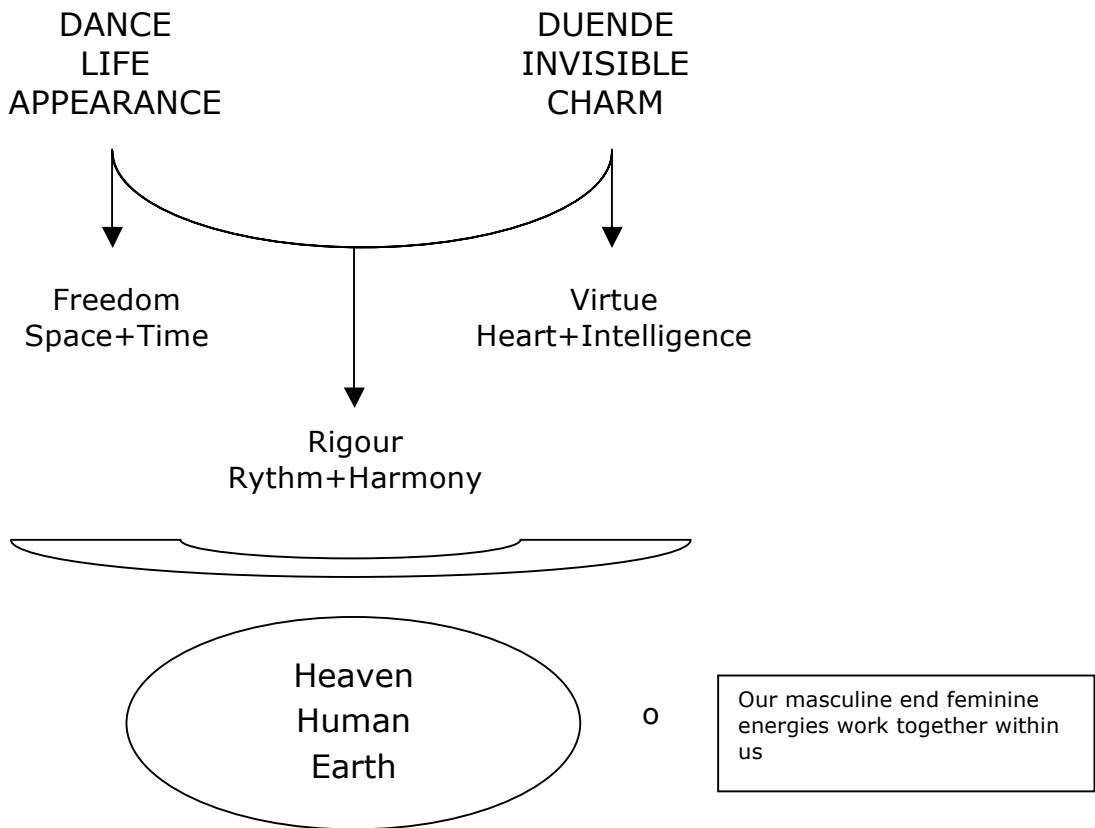 DANCE
LIFE
APPEARANCE
DUENDE
INVISIBLE
CHARM
Freedom
Space+Time
Virtue
Heart+Intelligence
Rigour
Rythm+Harmony
Heaven
Human
Earth
o
Our masculine end feminine
energies work together within
us